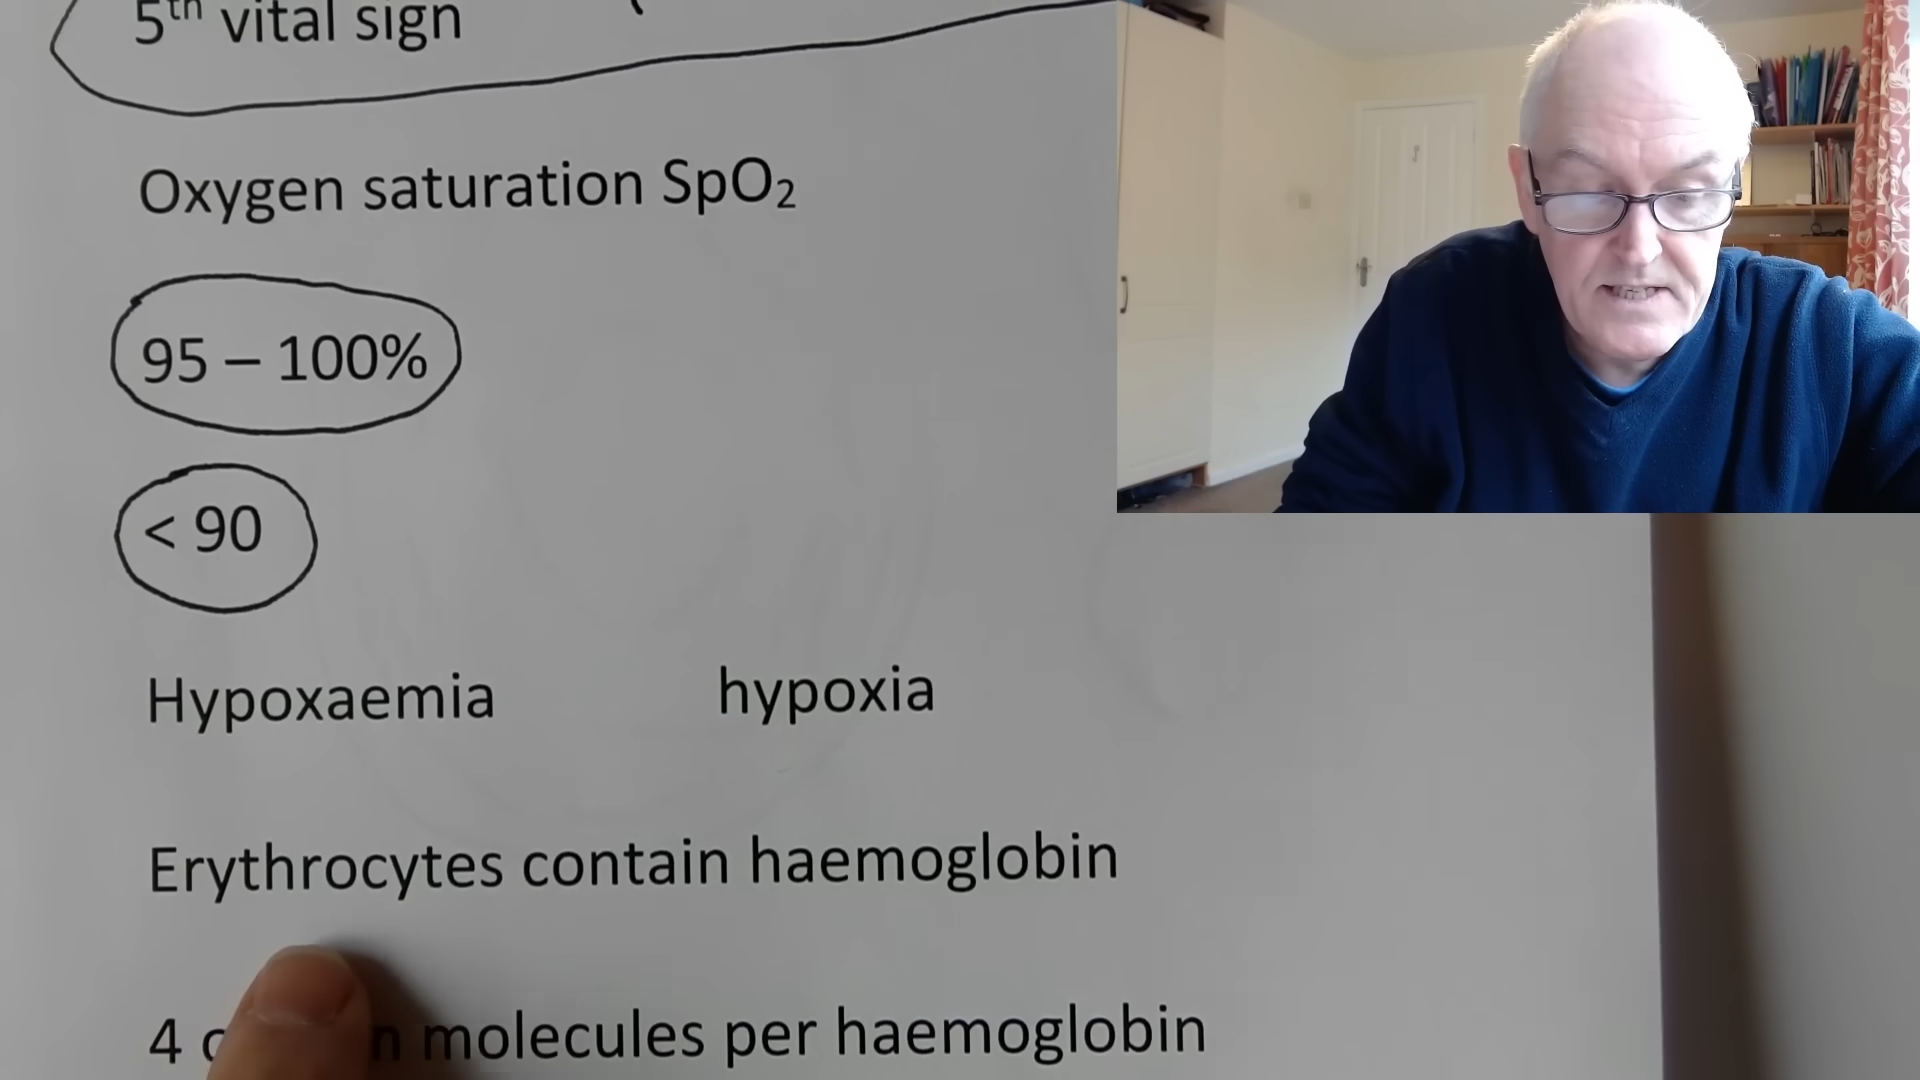 5th vital sign
Oxygen saturation SpO₂
95 – 100%
< 90
Hypoxaemia hypoxia
Erythrocytes contain haemoglobin
4 molecules per haemoglobin